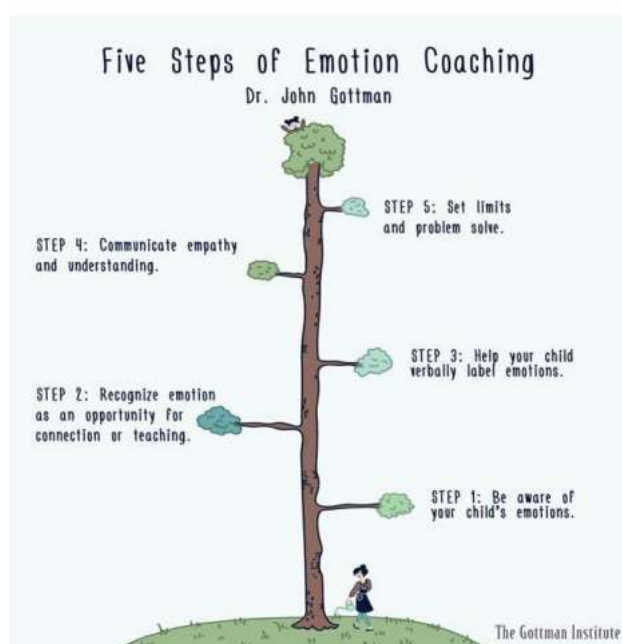 Five Steps of Emotion Coaching
Dr. John Gottman
STEP 5: Set limits
and problem solve.
STEP 4: Communicate empathy
and understanding.
STEP 3: Help your child
verbally label emotions.
STEP 2: Recognize emotion
as an opportunity for
connection or teaching.
STEP 1: Be aware of
your child's emotions.
The Gottman Institute